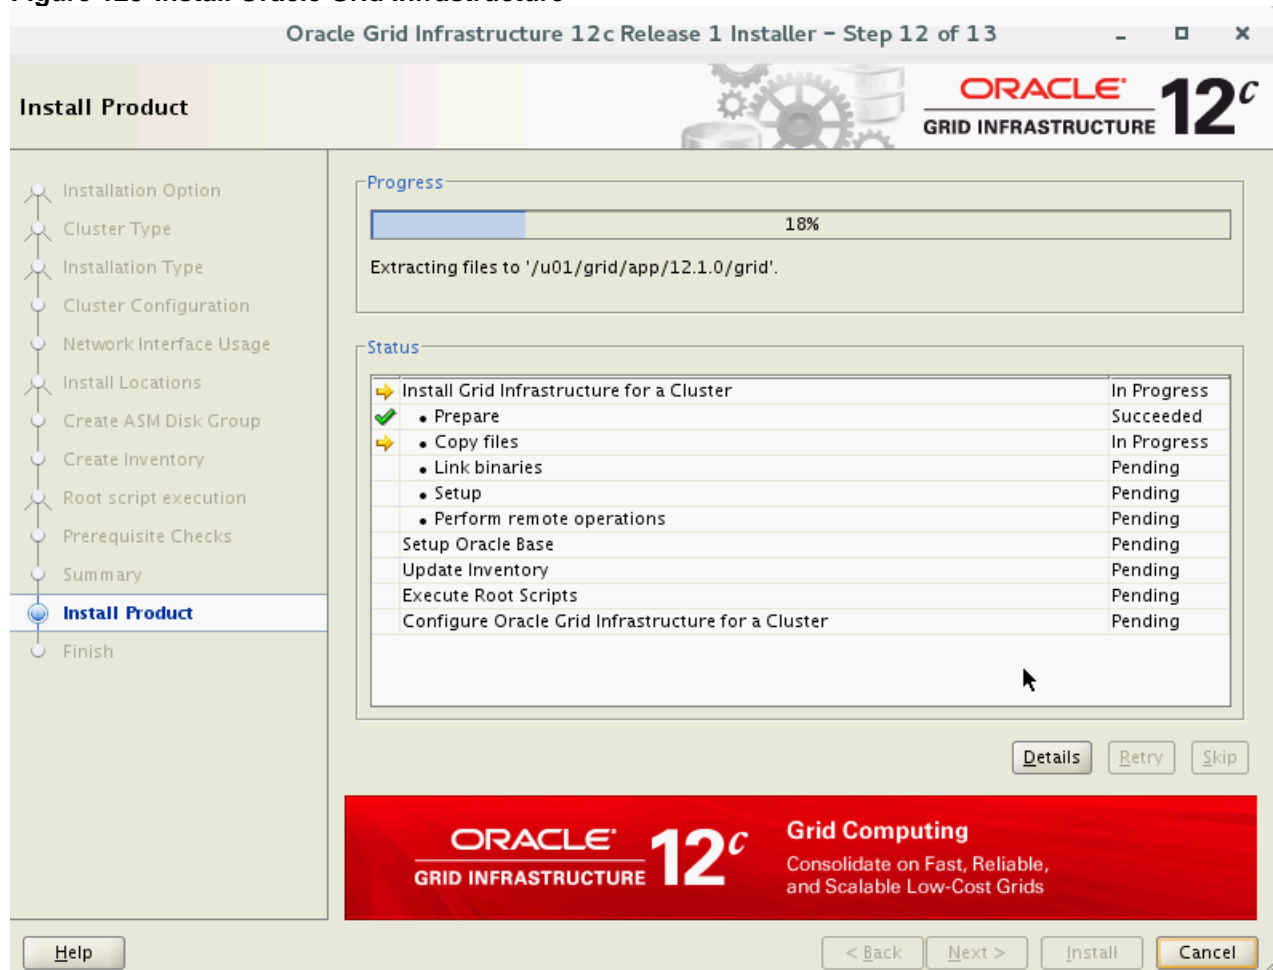 Oracle Grid Infrastructure 12c Release 1 Installer – Step 12 of 13
Install Product
ORACLE
GRID INFRASTRUCTURE
12c
Installation Option
Cluster Type
Installation Type
Cluster Configuration
Network Interface Usage
Install Locations
Create ASM Disk Group
Create Inventory
Root script execution
Prerequisite Checks
Summary
Install Product
Finish
Progress
18%
Extracting files to '/u01/grid/app/12.1.0/grid'.
Status
Install Grid Infrastructure for a Cluster In Progress
• Prepare Succeeded
• Copy files In Progress
• Link binaries Pending
• Setup Pending
• Perform remote operations Pending
Setup Oracle Base Pending
Update Inventory Pending
Execute Root Scripts Pending
Configure Oracle Grid Infrastructure for a Cluster Pending
Details Retry Skip
ORACLE
GRID INFRASTRUCTURE
12c
Grid Computing
Consolidate on Fast, Reliable,
and Scalable Low-Cost Grids
Help < Back Next > Install Cancel